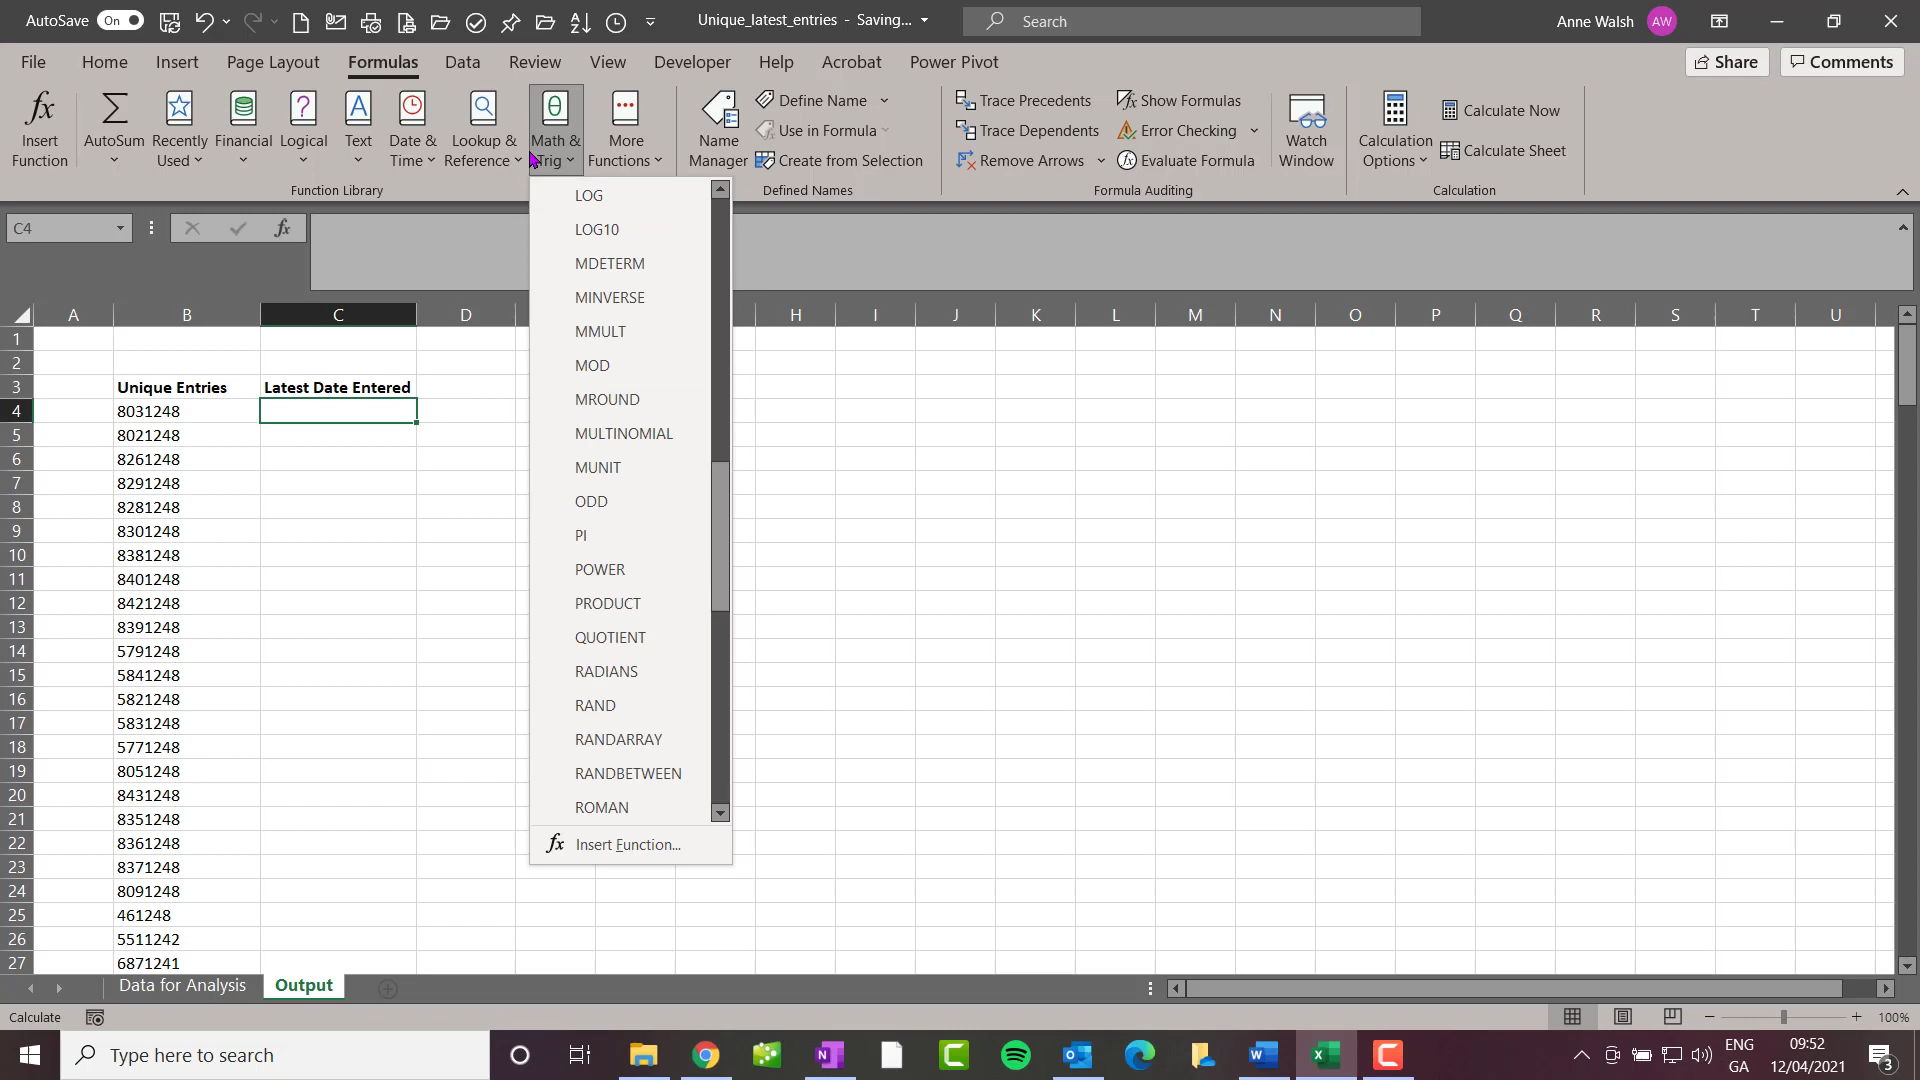 AutoSave On Unique_latest_entries - Saving... Search Anne Walsh AW
File Home Insert Page Layout Formulas Data Review View Developer Help Acrobat Power Pivot Share Comments
Insert Function
AutoSum
Recently Used
Financial
Logical
Text
Date & Time
Lookup & Reference
Math & Trig
More Functions
Function Library
Name Manager
Define Name
Use in Formula
Create from Selection
Defined Names
Trace Precedents
Trace Dependents
Remove Arrows
Show Formulas
Error Checking
Evaluate Formula
Formula Auditing
Watch Window
Calculation Options
Calculate Now
Calculate Sheet
Calculation
C4
fx
LOG
LOG10
MDETERM
MINVERSE
MMULT
MOD
MROUND
MULTINOMIAL
MUNIT
ODD
PI
POWER
PRODUCT
QUOTIENT
RADIANS
RAND
RANDARRAY
RANDBETWEEN
ROMAN
fx Insert Function...
A B C D H I J K L M N O P Q R S T U
1
2
3 Unique Entries Latest Date Entered
4 8031248
5 8021248
6 8261248
7 8291248
8 8281248
9 8301248
10 8381248
11 8401248
12 8421248
13 8391248
14 5791248
15 5841248
16 5821248
17 5831248
18 5771248
19 8051248
20 8431248
21 8351248
22 8361248
23 8371248
24 8091248
25 461248
26 5511242
27 6871241
Data for Analysis Output
Calculate 100%
Type here to search
ENG
GA
09:52
12/04/2021
3